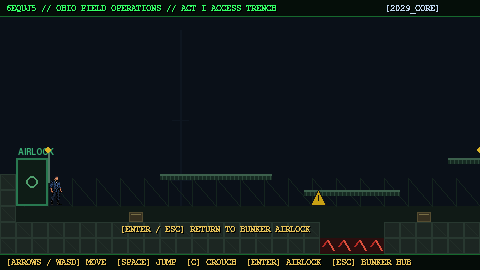 6EQUJ5 // OHIO FIELD OPERATIONS // ACT I ACCESS TRENCH [2029_CORE]
AIRLOCK
[ENTER / ESC] RETURN TO BUNKER AIRLOCK
[ARROWS / WASD] MOVE [SPACE] JUMP [C] CROUCH [ENTER] AIRLOCK [ESC] BUNKER HUB